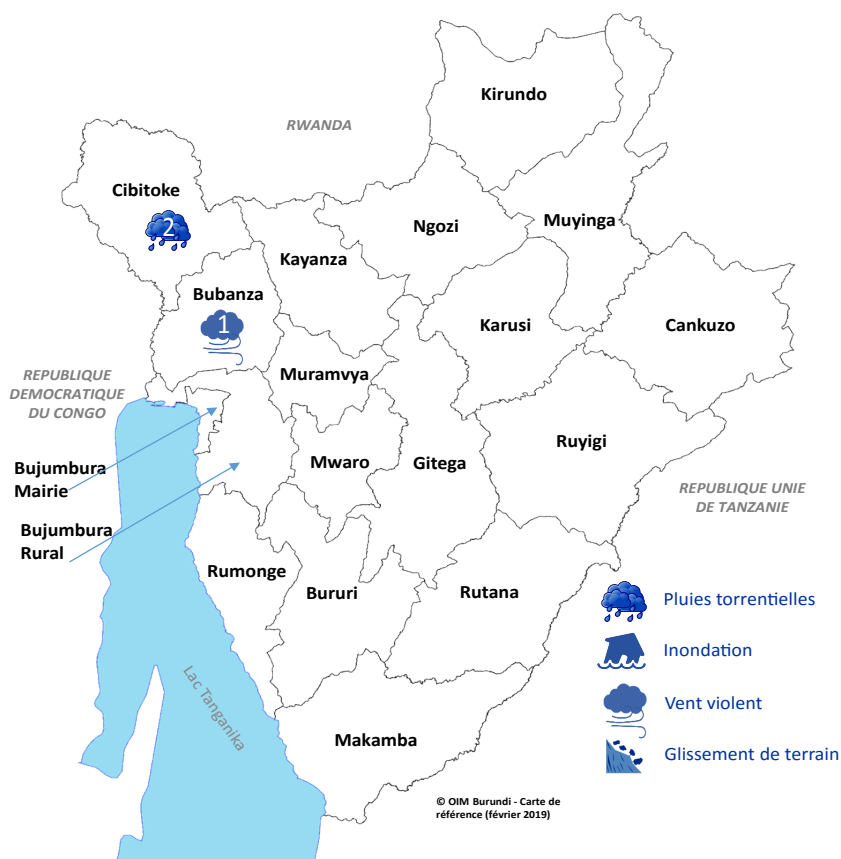 Kirundo
RWANDA
Cibitoke
2
Ngozi
Muyinga
Kayanza
Bubanza
1
Karusi
Cankuzo
REPUBLIQUE
DEMOCRATIQUE
DU CONGO
Muramvya
Ruyigi
Bujumbura
Mairie
Mwaro
Gitega
REPUBLIQUE UNIE
DE TANZANIE
Bujumbura
Rural
Rumonge
Bururi
Rutana
Pluies torrentielles
Inondation
Lac Tanganika
Vent violent
Makamba
Glissement de terrain
© OIM Burundi - Carte de
référence (février 2019)